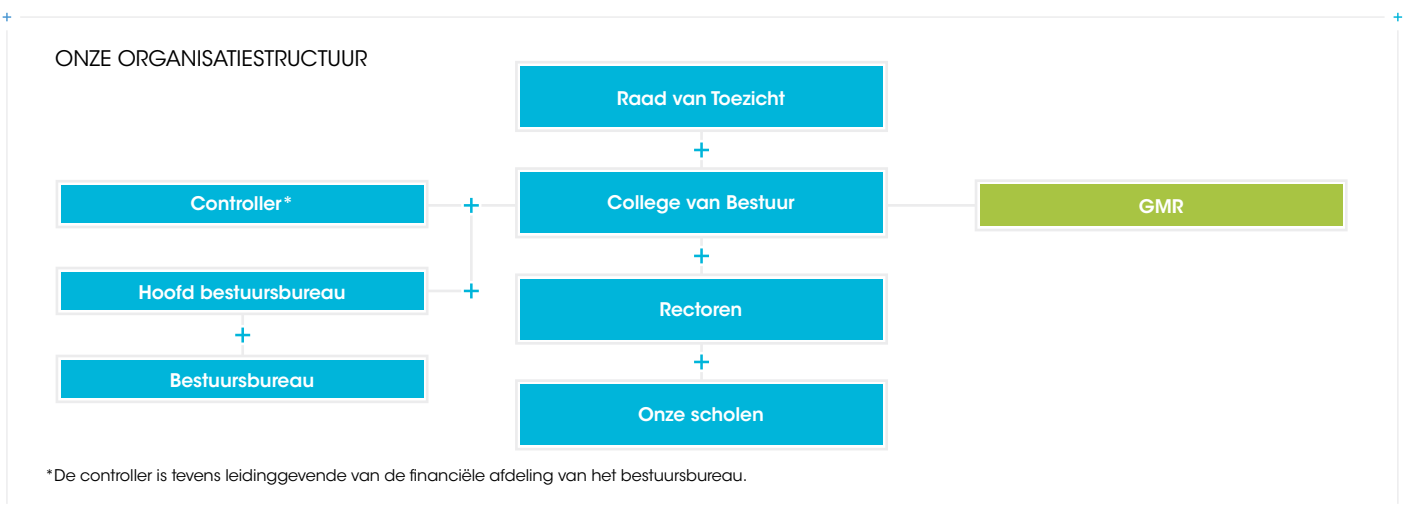 ONZE ORGANISATIESTRUCTUUR
Raad van Toezicht
Controller*
College van Bestuur
GMR
Hoofd bestuursbureau
Rectoren
Bestuursbureau
Onze scholen
*De controller is tevens leidinggevende van de financiële afdeling van het bestuursbureau.